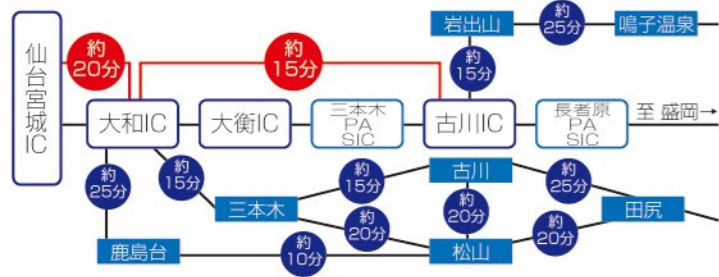 岩出山
約
25分
鳴子温泉
仙台宮城IC
約
20分
約
15分
約
15分
大和IC
大衡IC
三本木
PA
SIC
古川IC
長者原
PA
SIC
至 盛岡→
約
25分
約
15分
三本木
約
15分
古川
約
25分
約
20分
約
20分
田尻
鹿島台
約
10分
松山
約
20分